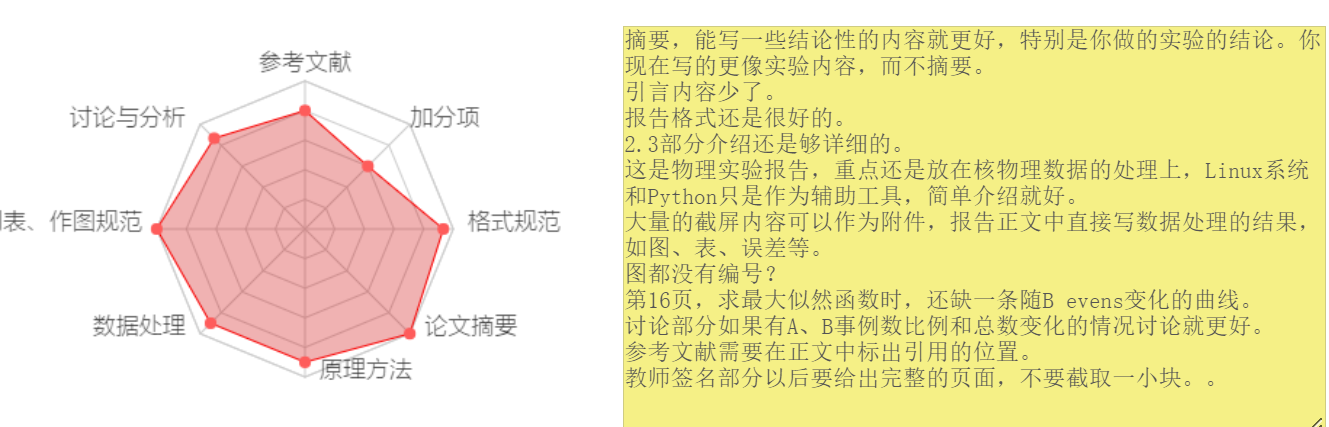 参考文献
讨论与分析
加分项
表、作图规范
格式规范
数据处理
论文摘要
原理方法
摘要，能写一些结论性的内容就更好，特别是你做的实验的结论。你
现在写的更像实验内容，而不摘要。
引言内容少了。
报告格式还是很好的。
2.3部分介绍还是够详细的。
这是物理实验报告，重点还是放在核物理数据的处理上，Linux系统
和Python只是作为辅助工具，简单介绍就好。
大量的截屏内容可以作为附件，报告正文中直接写数据处理的结果，
如图、表、误差等。
图都没有编号？
第16页，求最大似然函数时，还缺一条随B evens变化的曲线。
讨论部分如果有A、B事例数比例和总数变化的情况讨论就更好。
参考文献需要在正文中标出引用的位置。
教师签名部分以后要给出完整的页面，不要截取一小块。。